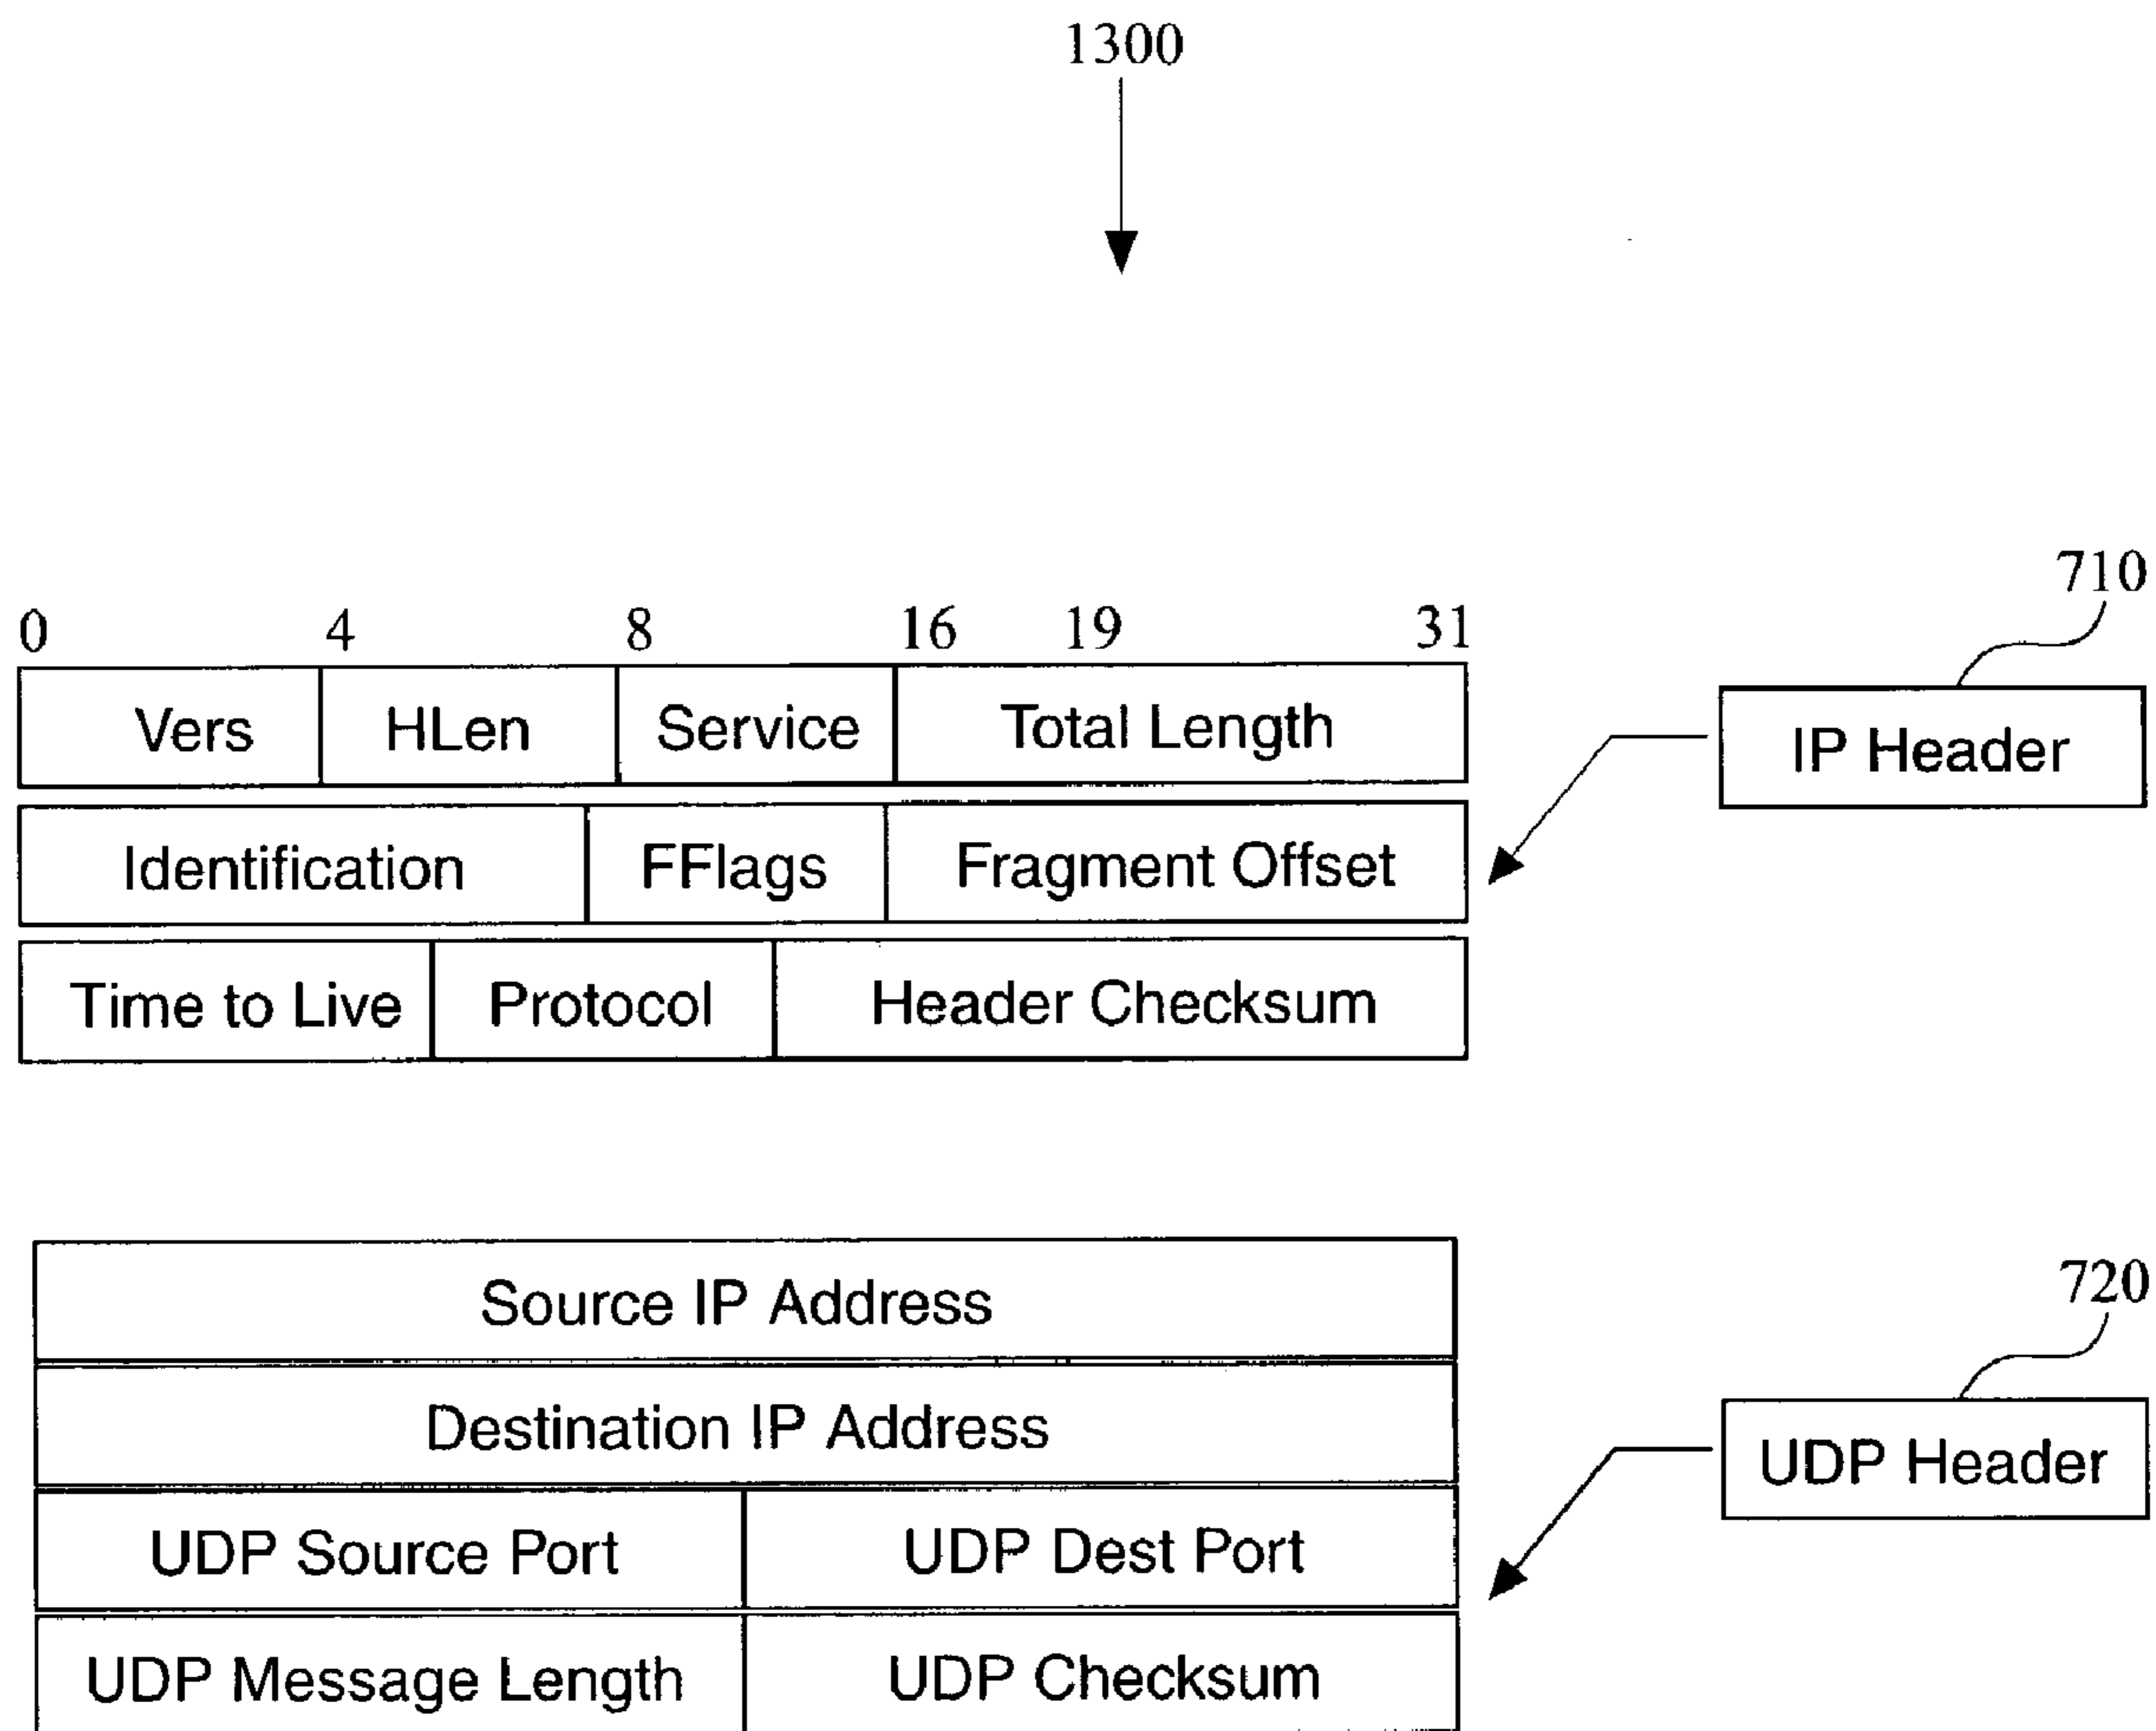 1300
710
0 4 8 16 19 31
Vers HLen Service Total Length
IP Header
Identification FFlags Fragment Offset
Time to Live Protocol Header Checksum
Source IP Address
720
Destination IP Address
UDP Header
UDP Source Port UDP Dest Port
UDP Message Length UDP Checksum